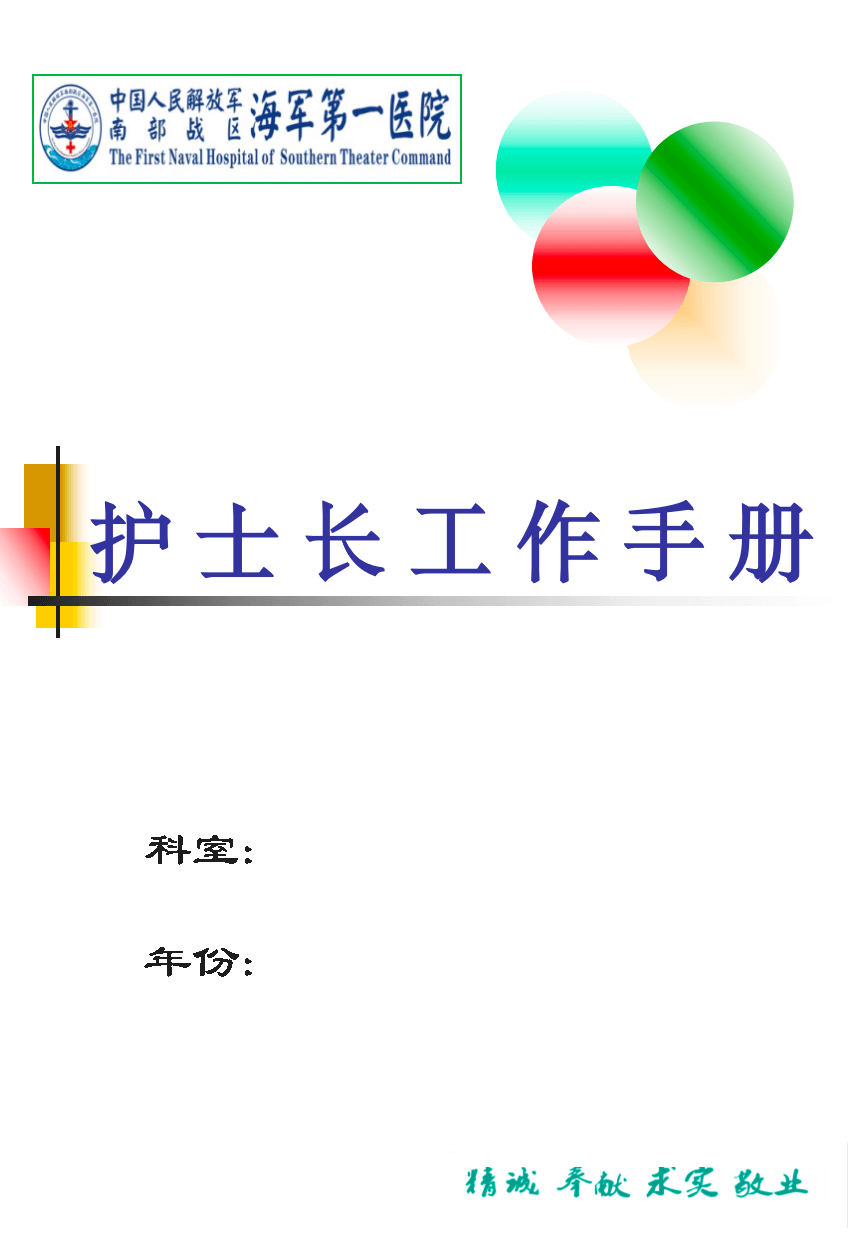 中国人民解放军
南部战区
海军第一医院
The First Naval Hospital of Southern Theater Command
护士长工作手册
科室：
年份：
精诚 奉献 求实 敬业